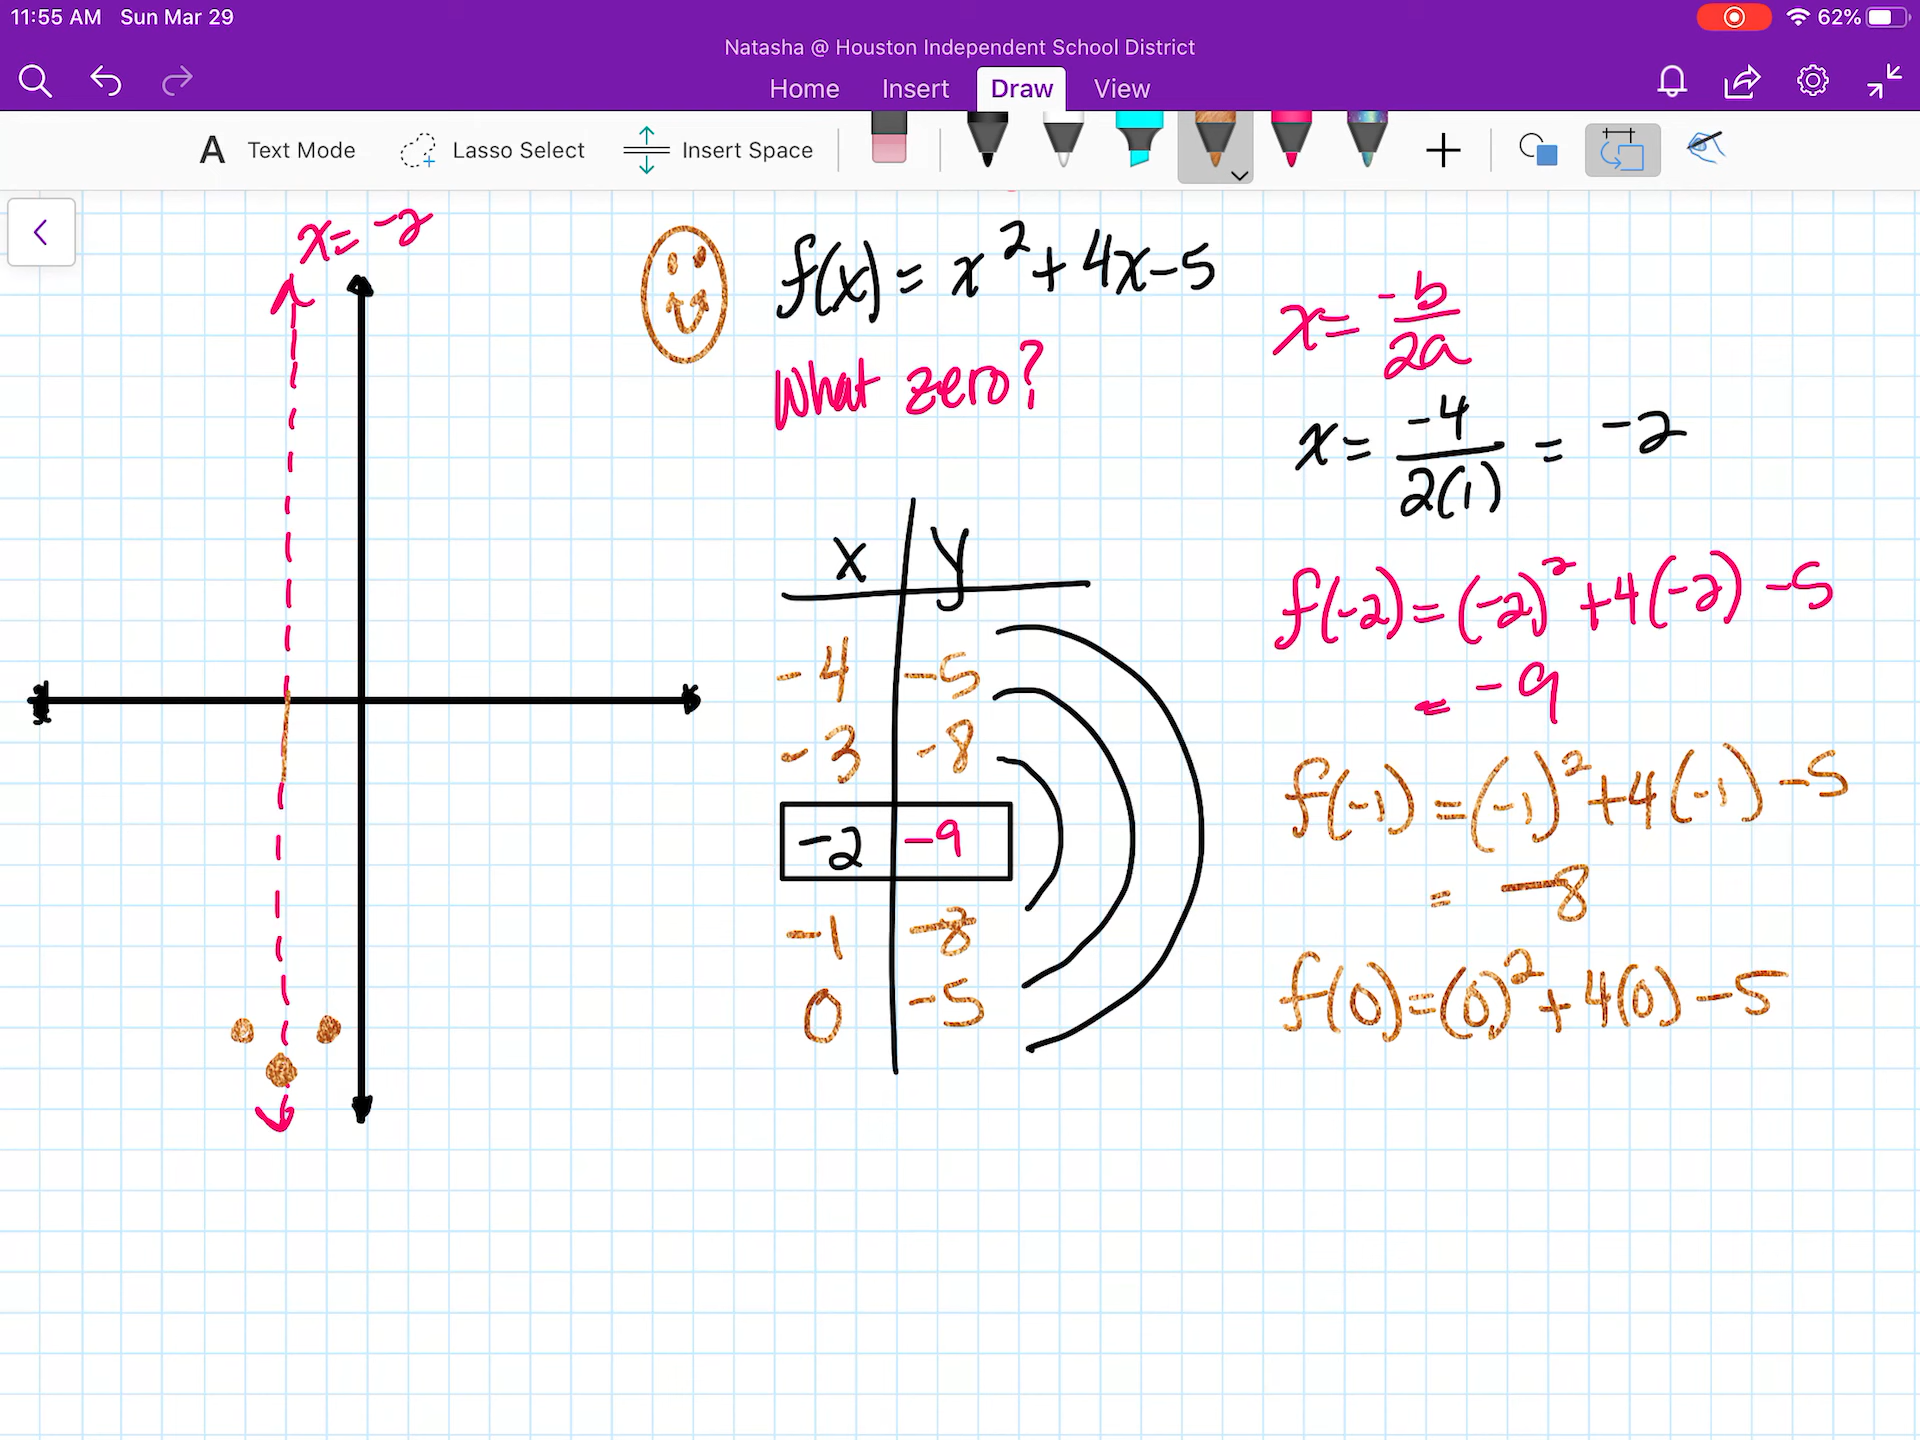 11:55 AM Sun Mar 29 62%
Natasha @ Houston Independent School District
Home Insert Draw View
A Text Mode Lasso Select Insert Space
x = -2
f(x) = x² + 4x - 5
What zero?
x = -b/2a
x = -4/2(1) = -2
x y
-4 -5
-3 -8
-2 -9
-1 -8
0 -5
f(-2) = (-2)² + 4(-2) - 5
= -9
f(-1) = (-1)² + 4(-1) - 5
= -8
f(0) = (0)² + 4(0) - 5